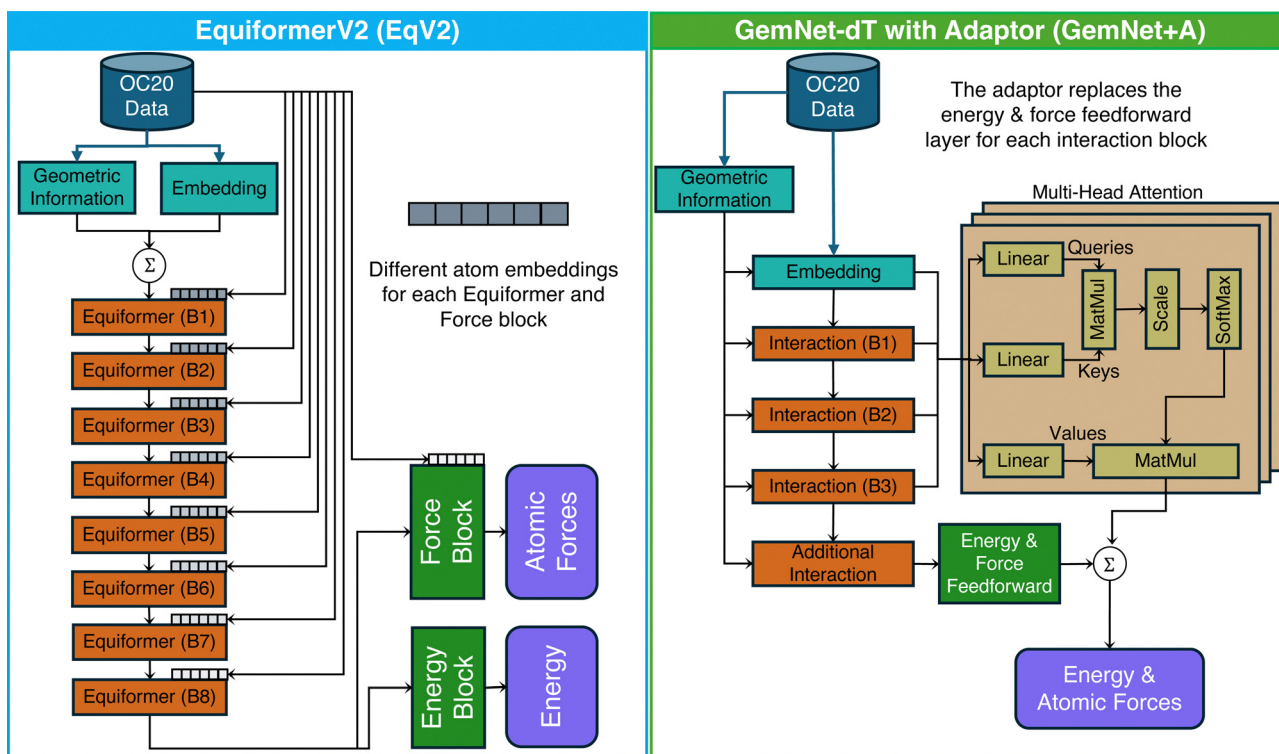 EquiformerV2 (EqV2)
OC20
Data
Geometric
Information
Embedding
Σ
Different atom embeddings
for each Equiformer and
Force block
Equiformer (B1)
Equiformer (B2)
Equiformer (B3)
Equiformer (B4)
Equiformer (B5)
Equiformer (B6)
Equiformer (B7)
Equiformer (B8)
Force
Block
Atomic
Forces
Energy
Block
Energy
GemNet-dT with Adaptor (GemNet+A)
OC20
Data
The adaptor replaces the
energy & force feedforward
layer for each interaction block
Geometric
Information
Multi-Head Attention
Embedding
Interaction (B1)
Interaction (B2)
Interaction (B3)
Additional
Interaction
Linear
Queries
MatMul
Scale
SoftMax
Linear
Keys
Values
Linear
MatMul
Energy &
Force
Feedforward
Σ
Energy &
Atomic Forces